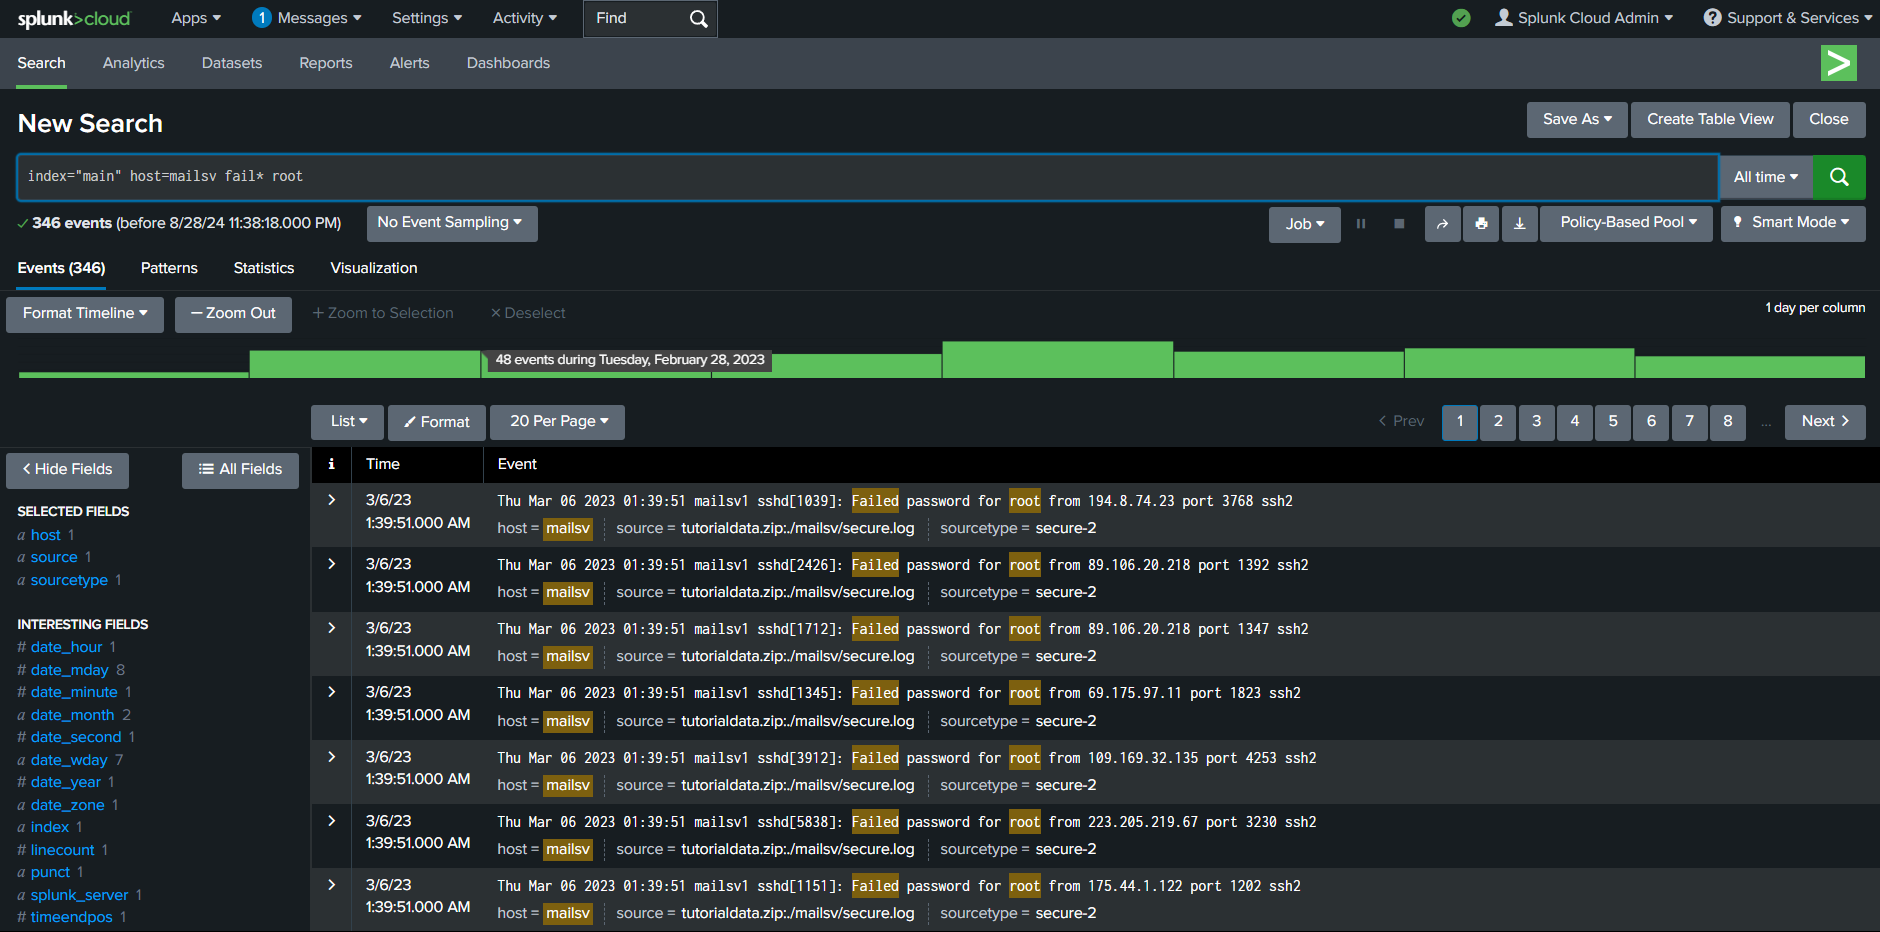 splunk>cloud Apps 1 Messages Settings Activity Find Splunk Cloud Admin ? Support & Services
Search Analytics Datasets Reports Alerts Dashboards >
New Search Save As Create Table View Close
index="main" host=mailsv fail* root All time
✓ 346 events (before 8/28/24 11:38:18.000 PM) No Event Sampling Job Policy-Based Pool Smart Mode
Events (346) Patterns Statistics Visualization
Format Timeline — Zoom Out + Zoom to Selection × Deselect 1 day per column
48 events during Tuesday, February 28, 2023
List Format 20 Per Page < Prev 1 2 3 4 5 6 7 8 ... Next >
< Hide Fields All Fields
SELECTED FIELDS
a host 1
a source 1
a sourcetype 1
INTERESTING FIELDS
# date_hour 1
# date_mday 8
# date_minute 1
a date_month 2
# date_second 1
a date_wday 7
# date_year 1
a date_zone 1
a index 1
# linecount 1
a punct 1
a splunk_server 1
# timeendpos 1
i Time Event
> 3/6/23 Thu Mar 06 2023 01:39:51 mailsv1 sshd[1039]: Failed password for root from 194.8.74.23 port 3768 ssh2
1:39:51.000 AM host = mailsv source = tutorialdata.zip:./mailsv/secure.log sourcetype = secure-2
> 3/6/23 Thu Mar 06 2023 01:39:51 mailsv1 sshd[2426]: Failed password for root from 89.106.20.218 port 1392 ssh2
1:39:51.000 AM host = mailsv source = tutorialdata.zip:./mailsv/secure.log sourcetype = secure-2
> 3/6/23 Thu Mar 06 2023 01:39:51 mailsv1 sshd[1712]: Failed password for root from 89.106.20.218 port 1347 ssh2
1:39:51.000 AM host = mailsv source = tutorialdata.zip:./mailsv/secure.log sourcetype = secure-2
> 3/6/23 Thu Mar 06 2023 01:39:51 mailsv1 sshd[1345]: Failed password for root from 69.175.97.11 port 1823 ssh2
1:39:51.000 AM host = mailsv source = tutorialdata.zip:./mailsv/secure.log sourcetype = secure-2
> 3/6/23 Thu Mar 06 2023 01:39:51 mailsv1 sshd[3912]: Failed password for root from 109.169.32.135 port 4253 ssh2
1:39:51.000 AM host = mailsv source = tutorialdata.zip:./mailsv/secure.log sourcetype = secure-2
> 3/6/23 Thu Mar 06 2023 01:39:51 mailsv1 sshd[5838]: Failed password for root from 223.205.219.67 port 3230 ssh2
1:39:51.000 AM host = mailsv source = tutorialdata.zip:./mailsv/secure.log sourcetype = secure-2
> 3/6/23 Thu Mar 06 2023 01:39:51 mailsv1 sshd[1151]: Failed password for root from 175.44.1.122 port 1202 ssh2
1:39:51.000 AM host = mailsv source = tutorialdata.zip:./mailsv/secure.log sourcetype = secure-2